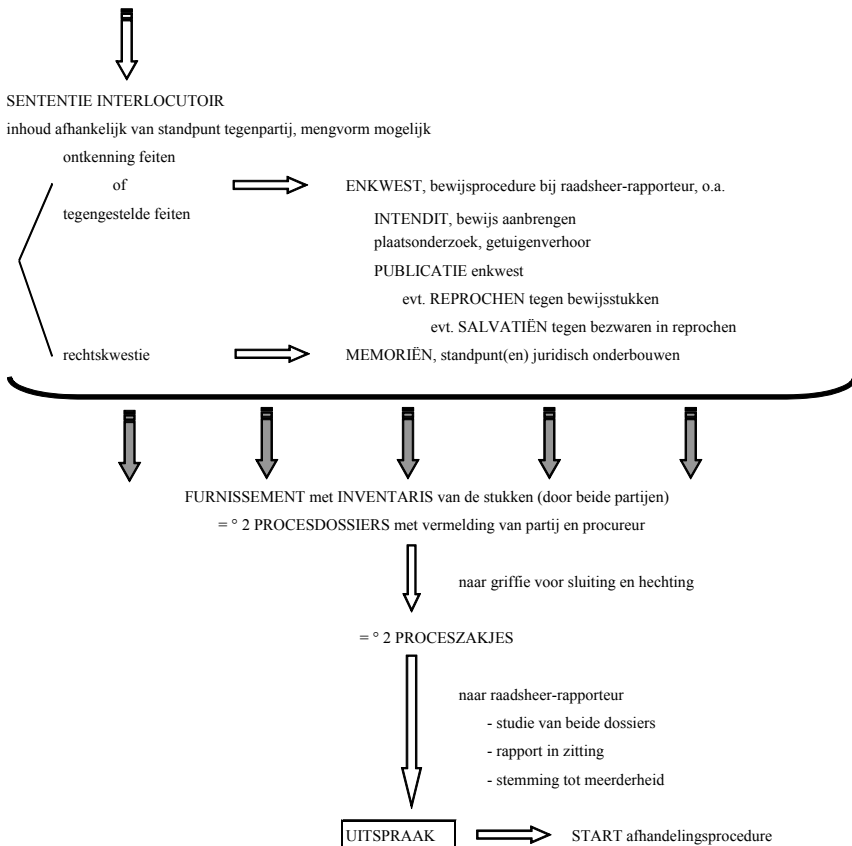 SENTENTIE INTERLOCUTOIR
inhoud afhankelijk van standpunt tegenpartij, mengvorm mogelijk
ontkenning feiten
of
tegengestelde feiten
ENKWEST, bewijsprocedure bij raadsheer-rapporteur, o.a.
INTENDIT, bewijs aanbrengen
plaatsonderzoek, getuigenverhoor
PUBLICATIE enkwest
evt. REPROCHEN tegen bewijsstukken
evt. SALVATIËN tegen bezwaren in reprochen
rechtskwestie
MEMORIËN, standpunt(en) juridisch onderbouwen
FURNISSEMENT met INVENTARIS van de stukken (door beide partijen)
= ° 2 PROCESDOSSIERS met vermelding van partij en procureur
naar griffie voor sluiting en hechting
= ° 2 PROCESZAKJES
naar raadsheer-rapporteur
- studie van beide dossiers
- rapport in zitting
- stemming tot meerderheid
UITSPRAAK
START afhandelingsprocedure